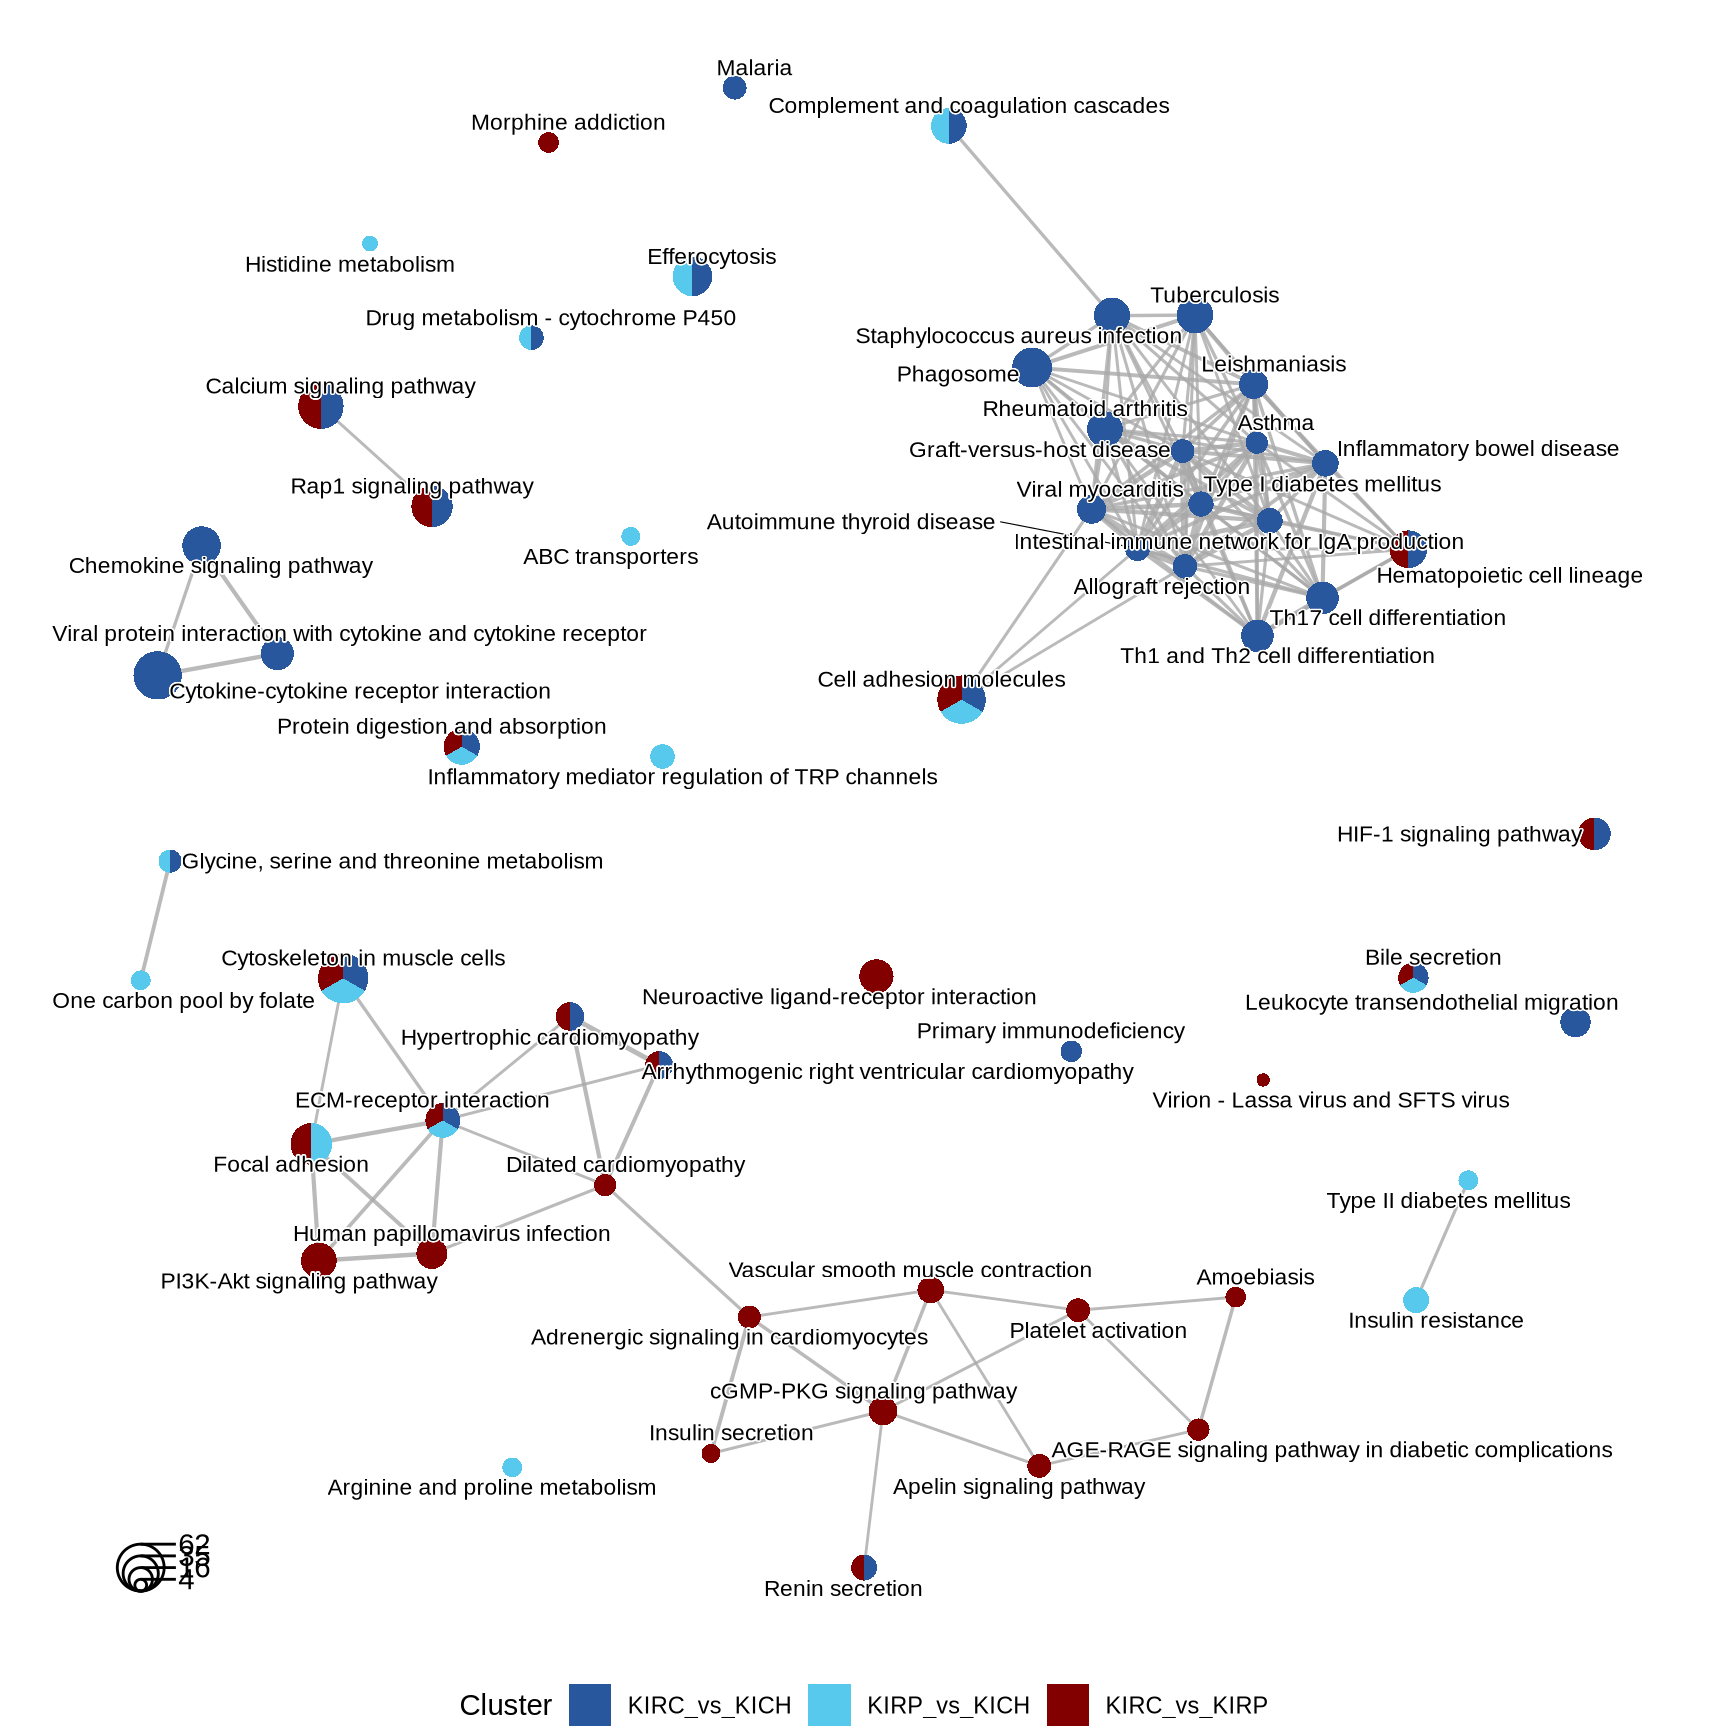 Malaria
Complement and coagulation cascades
Morphine addiction
Histidine metabolism
Efferocytosis
Drug metabolism - cytochrome P450
Tuberculosis
Staphylococcus aureus infection
Leishmaniasis
Phagosome
Calcium signaling pathway
Rheumatoid arthritis
Asthma
Graft-versus-host disease
Inflammatory bowel disease
Rap1 signaling pathway
Viral myocarditis
Type I diabetes mellitus
Autoimmune thyroid disease
Intestinal immune network for IgA production
ABC transporters
Chemokine signaling pathway
Hematopoietic cell lineage
Allograft rejection
Th17 cell differentiation
Viral protein interaction with cytokine and cytokine receptor
Th1 and Th2 cell differentiation
Cell adhesion molecules
Cytokine-cytokine receptor interaction
Protein digestion and absorption
Inflammatory mediator regulation of TRP channels
HIF-1 signaling pathway
Glycine, serine and threonine metabolism
Cytoskeleton in muscle cells
Bile secretion
Neuroactive ligand-receptor interaction
One carbon pool by folate
Leukocyte transendothelial migration
Primary immunodeficiency
Hypertrophic cardiomyopathy
Arrhythmogenic right ventricular cardiomyopathy
ECM-receptor interaction
Virion - Lassa virus and SFTS virus
Focal adhesion
Dilated cardiomyopathy
Type II diabetes mellitus
Human papillomavirus infection
PI3K-Akt signaling pathway
Vascular smooth muscle contraction
Amoebiasis
Insulin resistance
Platelet activation
Adrenergic signaling in cardiomyocytes
cGMP-PKG signaling pathway
Insulin secretion
AGE-RAGE signaling pathway in diabetic complications
Arginine and proline metabolism
Apelin signaling pathway
62
35
16
4
Renin secretion
Cluster KIRC_vs_KICH KIRP_vs_KICH KIRC_vs_KIRP